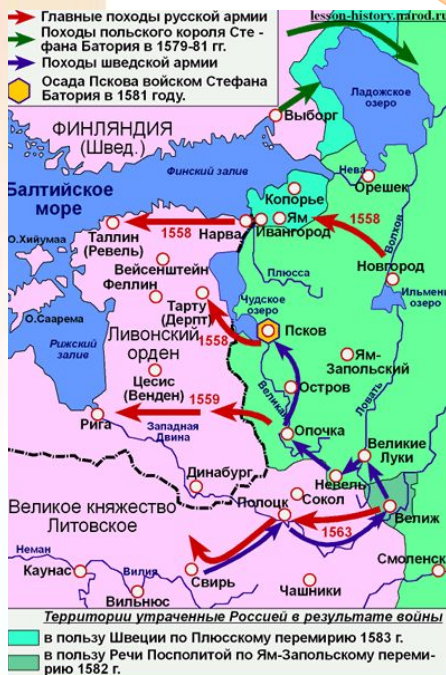 Главные походы русской армии
lesson-history.narod.ru
Походы польского короля Сте -
фана Батория в 1579-81 гг.
Походы шведской армии
Осада Пскова войском Стефана
Батория в 1581 году.
Ладожское
озеро
Выборг
ФИНЛЯНДИЯ
(Швед.)
Финский залив
Нева
Орешек
Балтийское
море
Копорье
Ям
Ивангород
1558
Волхов
Таллин
(Ревель)
1558
Нарва
О.Хийумаа
Вейсенштейн
Плюсса
Новгород
Феллин
Ильмень
озеро
Тарту
(Дерпт)
Чудское
озеро
О.Саарема
Псков
Рижский
залив
Ливонский
орден
1558
Ям-
Запольский
Цесис
(Венден)
Остров
Великая
Ловать
1559
Рига
Западная
Двина
Опочка
Великие
Луки
Динабург
Невель
Сокол
Великое княжество
Литовское
Полоцк
Велиж
1563
Неман
Смоленск
Каунас
Вилия
Свирь
Чашники
Вильнюс
Территории утраченные Россией в результате войны
в пользу Швеции по Плюсскому перемирию 1583 г.
в пользу Речи Посполитой по Ям-Запольскому переми-
рию 1582 г.